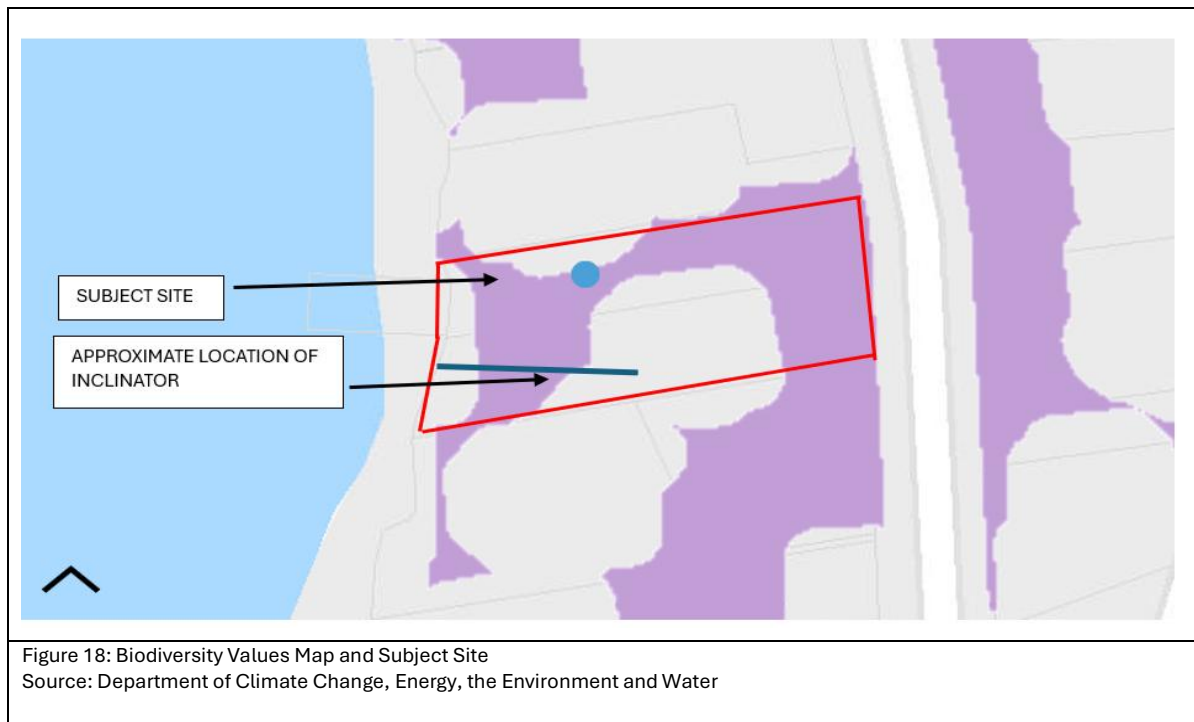 SUBJECT SITE
APPROXIMATE LOCATION OF
INCLINATOR
Figure 18: Biodiversity Values Map and Subject Site
Source: Department of Climate Change, Energy, the Environment and Water